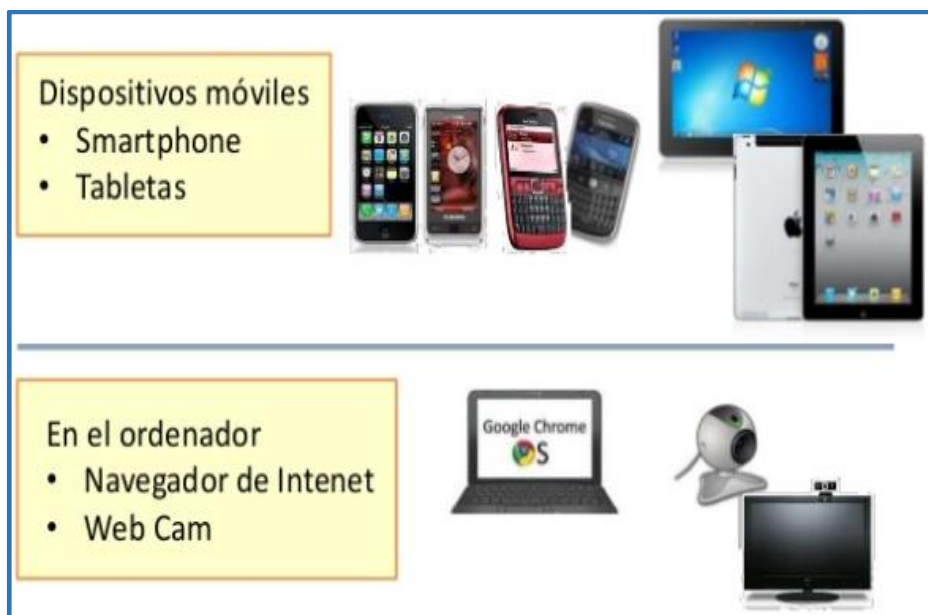 Dispositivos móviles
• Smartphone
• Tabletas
En el ordenador
• Navegador de Intenet
• Web Cam
Google Chrome
OS